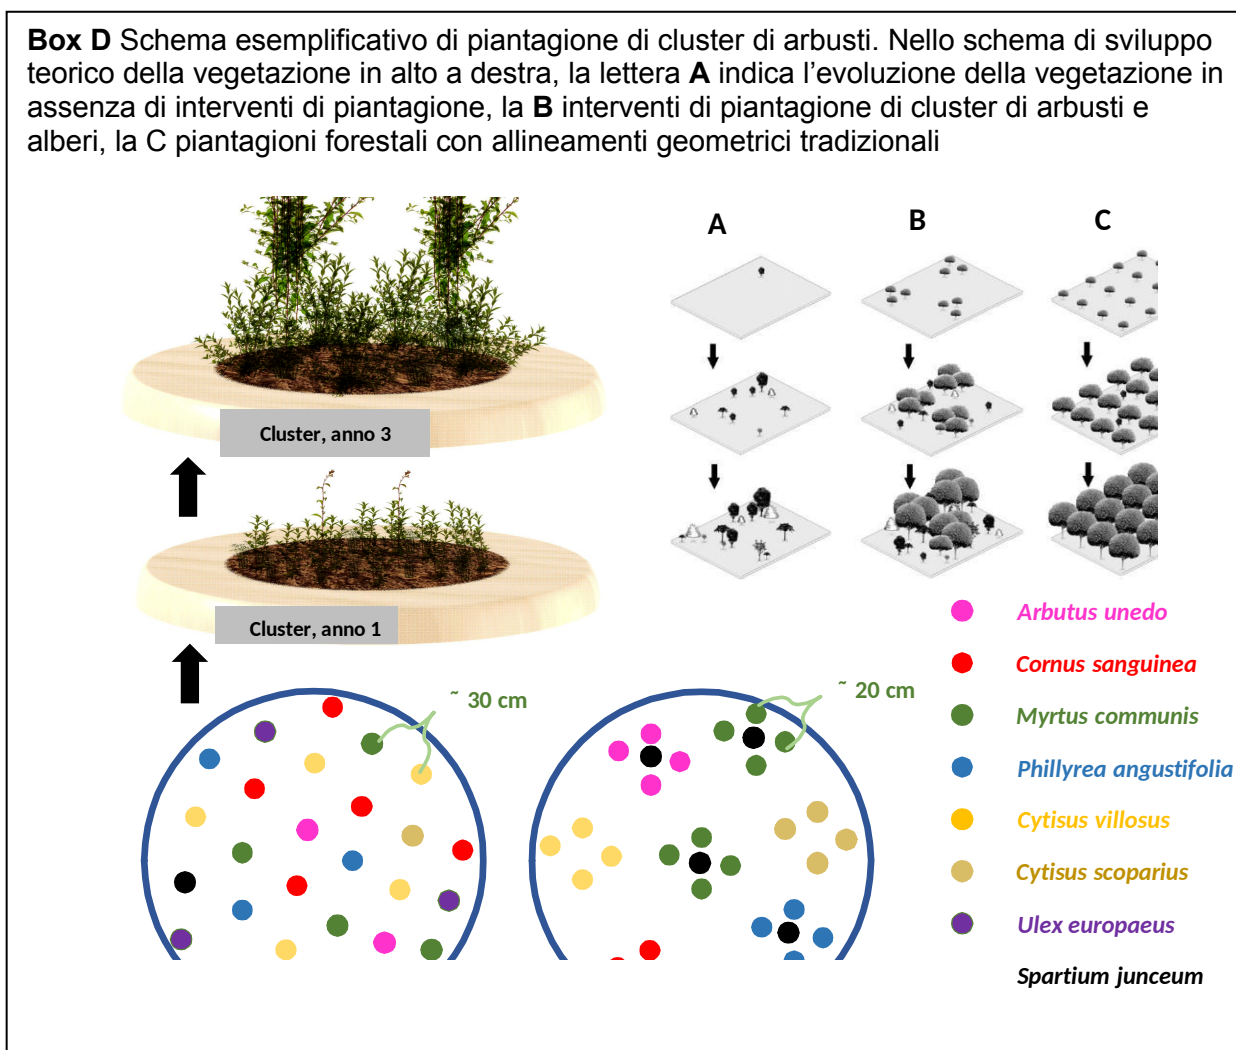 Box D Schema esemplificativo di piantagione di cluster di arbusti. Nello schema di sviluppo
teorico della vegetazione in alto a destra, la lettera A indica l’evoluzione della vegetazione in
assenza di interventi di piantagione, la B interventi di piantagione di cluster di arbusti e
alberi, la C piantagioni forestali con allineamenti geometrici tradizionali
A
B
C
Cluster, anno 3
Cluster, anno 1
˜ 30 cm
˜ 20 cm
Arbutus unedo
Cornus sanguinea
Myrtus communis
Phillyrea angustifolia
Cytisus villosus
Cytisus scoparius
Ulex europaeus
Spartium junceum